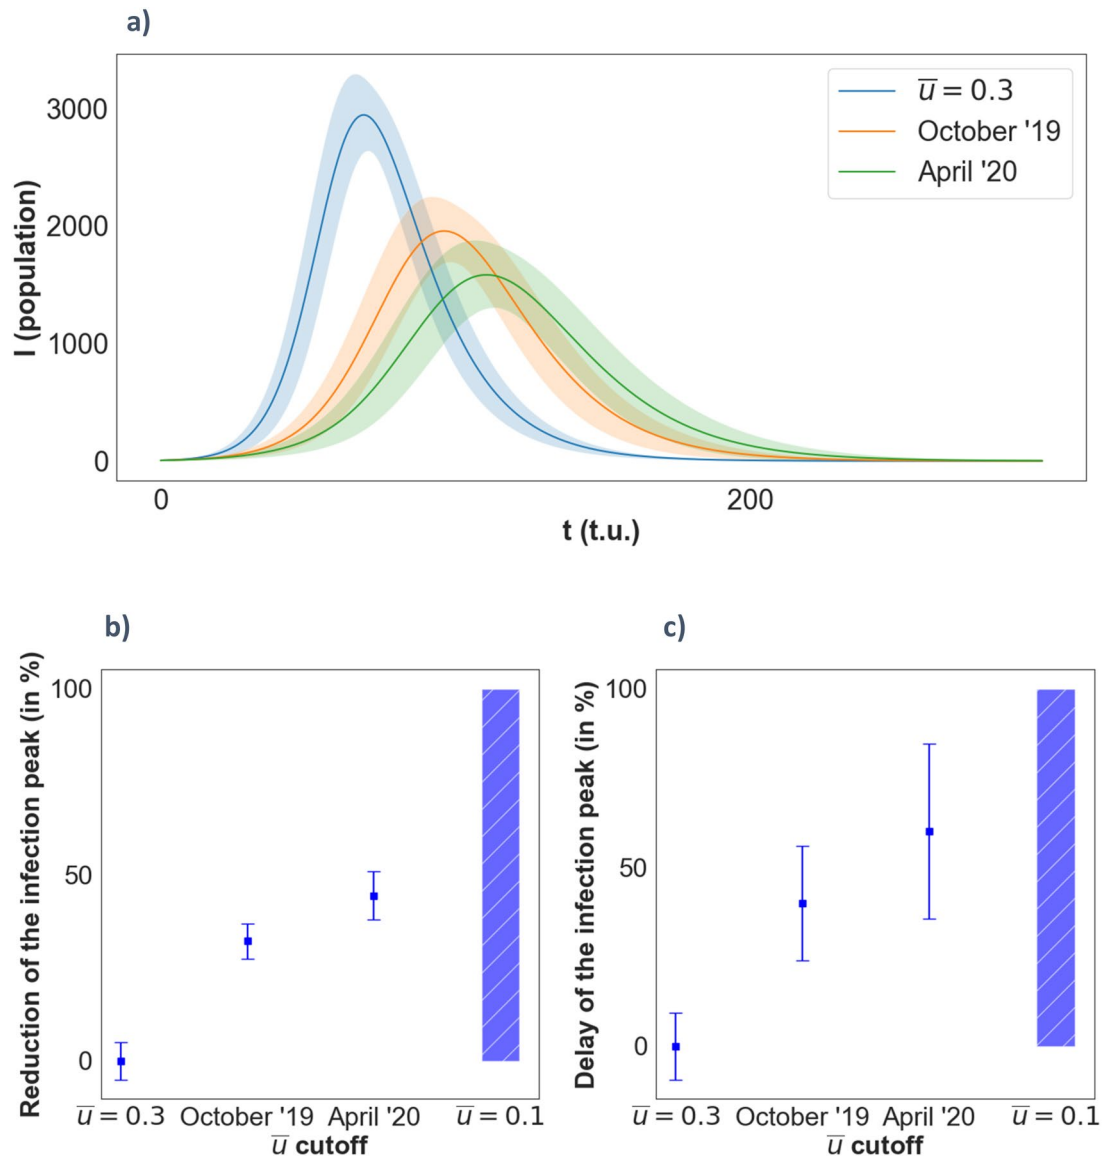 a)
I (population)
3000
2000
1000
0
u̅ = 0.3
October '19
April '20
0
200
t (t.u.)
b)
Reduction of the infection peak (in %)
100
50
0
u̅ = 0.3
October '19
April '20
u̅ = 0.1
u̅ cutoff
c)
Delay of the infection peak (in %)
100
50
0
u̅ = 0.3
October '19
April '20
u̅ = 0.1
u̅ cutoff